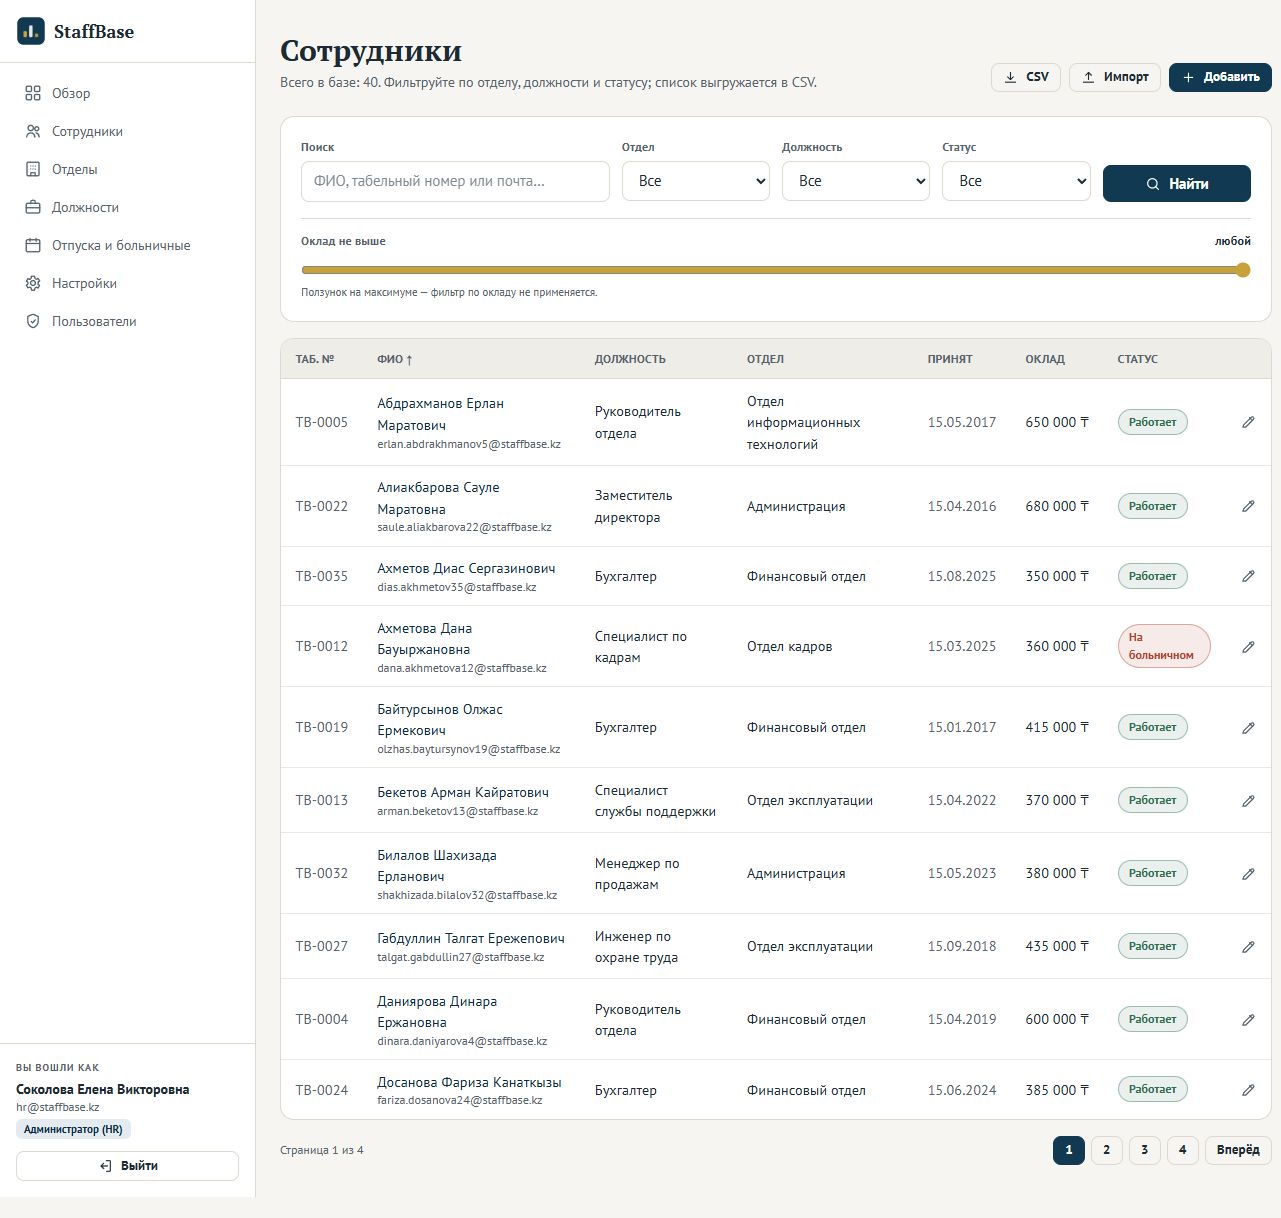 StaffBase
Обзор
Сотрудники
Отделы
Должности
Отпуска и больничные
Настройки
Пользователи
ВЫ ВОШЛИ КАК
Соколова Елена Викторовна
hr@staffbase.kz
Администратор (HR)
Выйти
Сотрудники
Всего в базе: 40. Фильтруйте по отделу, должности и статусу; список выгружается в CSV.
CSV
Импорт
Добавить
Поиск
Отдел
Должность
Статус
ФИО, табельный номер или почта...
Все
Все
Все
Найти
Оклад не выше
любой
Ползунок на максимуме — фильтр по окладу не применяется.
ТАБ. № ФИО ↑ ДОЛЖНОСТЬ ОТДЕЛ ПРИНЯТ ОКЛАД СТАТУС
ТВ-0005
Абдрахманов Ерлан
Маратович
erlan.abdrakhmanov5@staffbase.kz
Руководитель
отдела
Отдел
информационных
технологий
15.05.2017
650 000 ₸
Работает
ТВ-0022
Алиакбарова Сауле
Маратовна
saule.aliakbarova22@staffbase.kz
Заместитель
директора
Администрация
15.04.2016
680 000 ₸
Работает
ТВ-0035
Ахметов Диас Сергазинович
dias.akhmetov35@staffbase.kz
Бухгалтер
Финансовый отдел
15.08.2025
350 000 ₸
Работает
ТВ-0012
Ахметова Дана
Бауыржановна
dana.akhmetova12@staffbase.kz
Специалист по
кадрам
Отдел кадров
15.03.2025
360 000 ₸
На
больничном
ТВ-0019
Байтурсынов Олжас
Ермекович
olzhas.baytursynov19@staffbase.kz
Бухгалтер
Финансовый отдел
15.01.2017
415 000 ₸
Работает
ТВ-0013
Бекетов Арман Кайратович
arman.beketov13@staffbase.kz
Специалист
службы поддержки
Отдел эксплуатации
15.04.2022
370 000 ₸
Работает
ТВ-0032
Билалов Шахизада
Ерланович
shakhizada.bilalov32@staffbase.kz
Менеджер по
продажам
Администрация
15.05.2023
380 000 ₸
Работает
ТВ-0027
Габдуллин Талгат Ережепович
talgat.gabdullin27@staffbase.kz
Инженер по
охране труда
Отдел эксплуатации
15.09.2018
435 000 ₸
Работает
ТВ-0004
Даниярова Динара
Ержановна
dinara.daniyarova4@staffbase.kz
Руководитель
отдела
Финансовый отдел
15.04.2019
600 000 ₸
Работает
ТВ-0024
Досанова Фариза Канаткызы
fariza.dosanova24@staffbase.kz
Бухгалтер
Финансовый отдел
15.06.2024
385 000 ₸
Работает
Страница 1 из 4
1 2 3 4 Вперёд